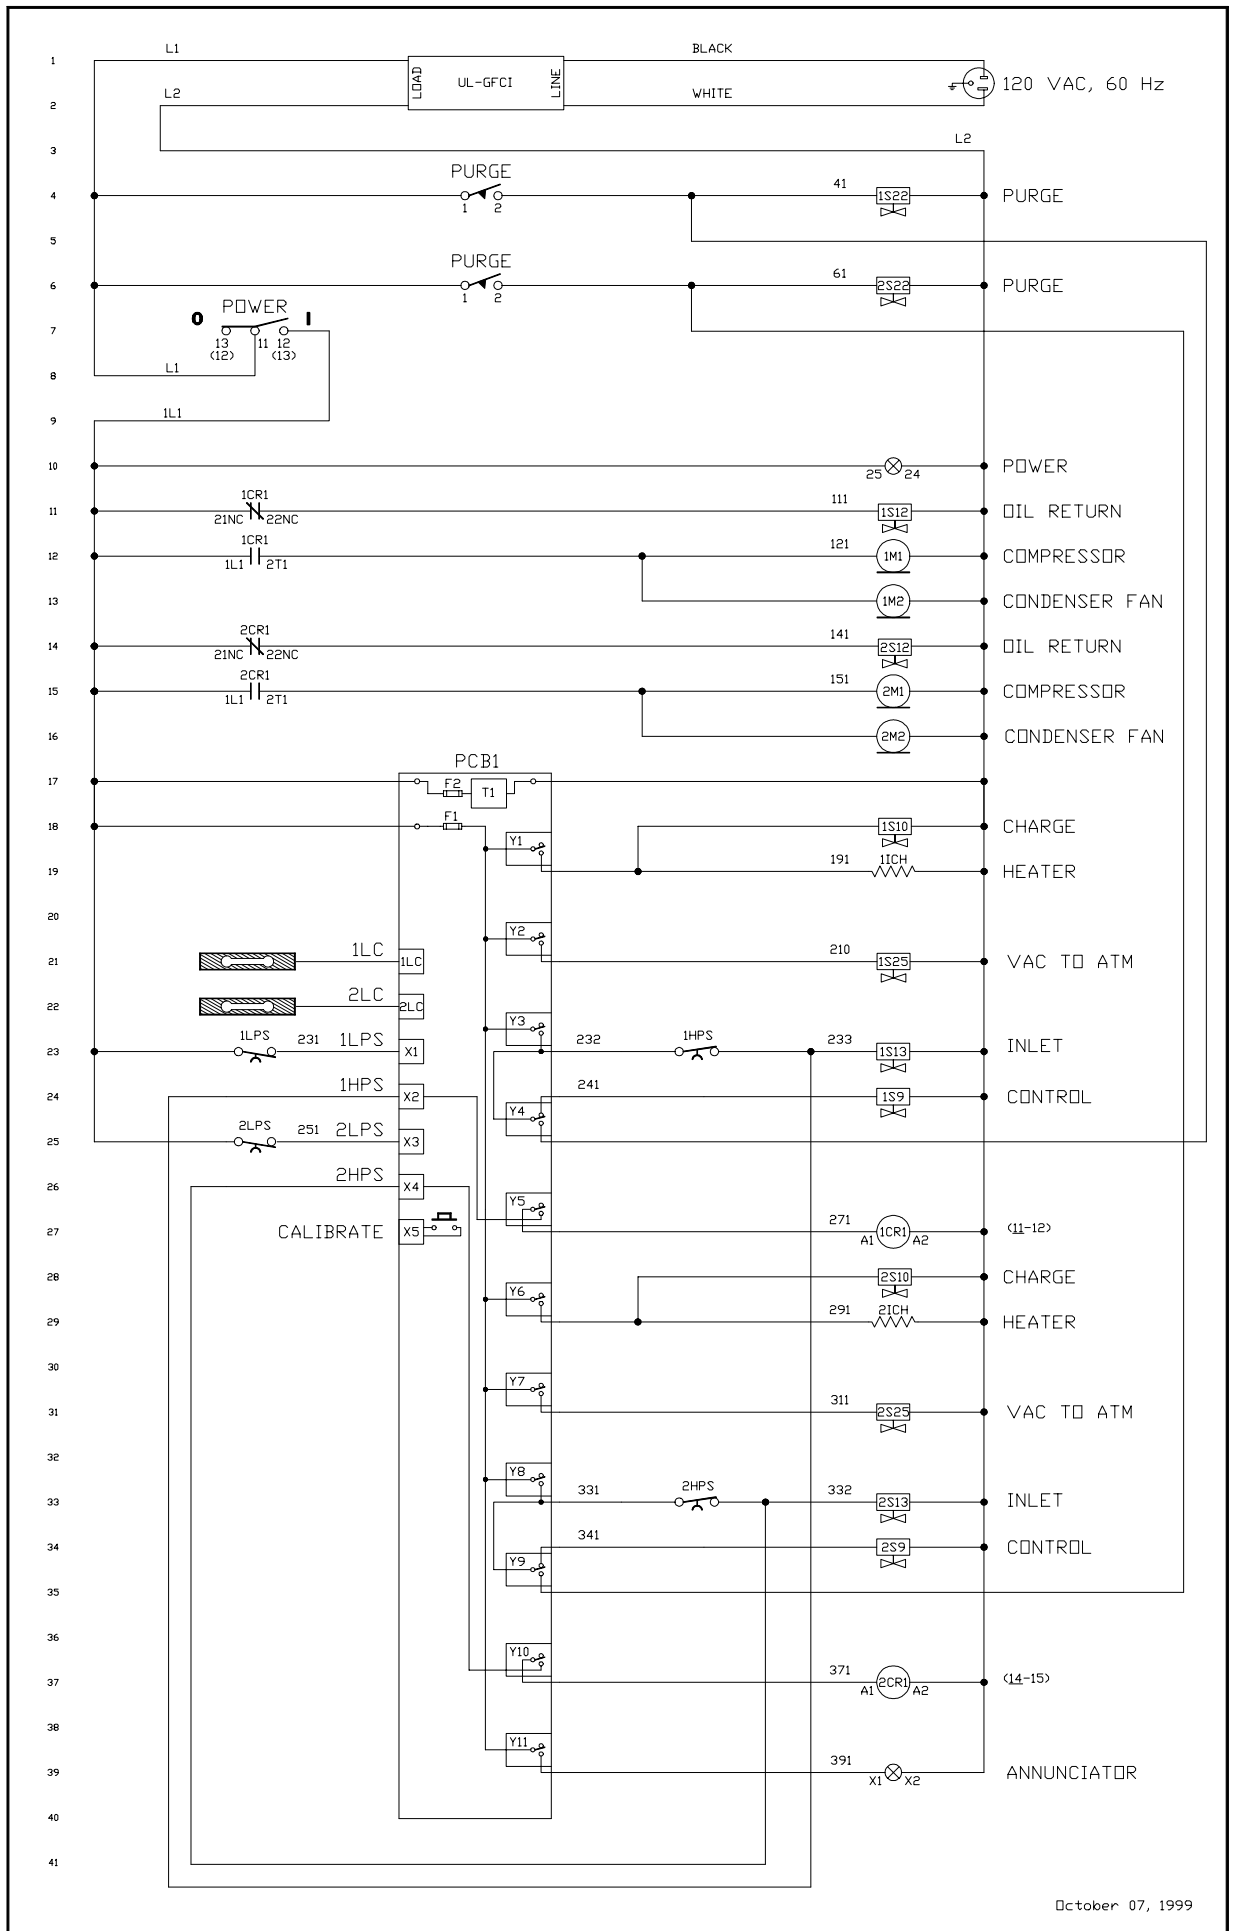 L1 BLACK
1 LOAD UL-GFCI LINE
120 VAC, 60 Hz
L2 WHITE
2
L2
3
PURGE
4 41 1S22 PURGE
1 2
5
PURGE
6 61 2S22 PURGE
1 2
POWER
O I
7
13 11 12
(12) (13)
L1
8
1L1
9
10 25 24 POWER
1CR1
11 111 1S12 OIL RETURN
21NC 22NC
1CR1
12 121 1M1 COMPRESSOR
1L1 2T1
13 1M2 CONDENSER FAN
2CR1
14 141 2S12 OIL RETURN
21NC 22NC
2CR1
15 151 2M1 COMPRESSOR
1L1 2T1
16 2M2 CONDENSER FAN
PCB1
17 F2 T1
18 F1 1S10 CHARGE
Y1
19 191 1ICH HEATER
20
Y2
21 1LC 1LC 210 1S25 VAC TO ATM
22 2LC 2LC
Y3
23 1LPS 231 1LPS X1 232 1HPS 233 1S13 INLET
24 1HPS X2 241 1S9 CONTROL
Y4
25 2LPS 251 2LPS X3
26 2HPS X4
Y5
27 CALIBRATE X5 271 A1 1CR1 A2 (11-12)
28 2S10 CHARGE
Y6
29 291 2ICH HEATER
30
Y7
31 311 2S25 VAC TO ATM
32
Y8
33 331 2HPS 332 2S13 INLET
34 341 2S9 CONTROL
Y9
35
36
Y10
37 371 A1 2CR1 A2 (14-15)
38
Y11
39 391 X1 X2 ANNUNCIATOR
40
41
October 07, 1999